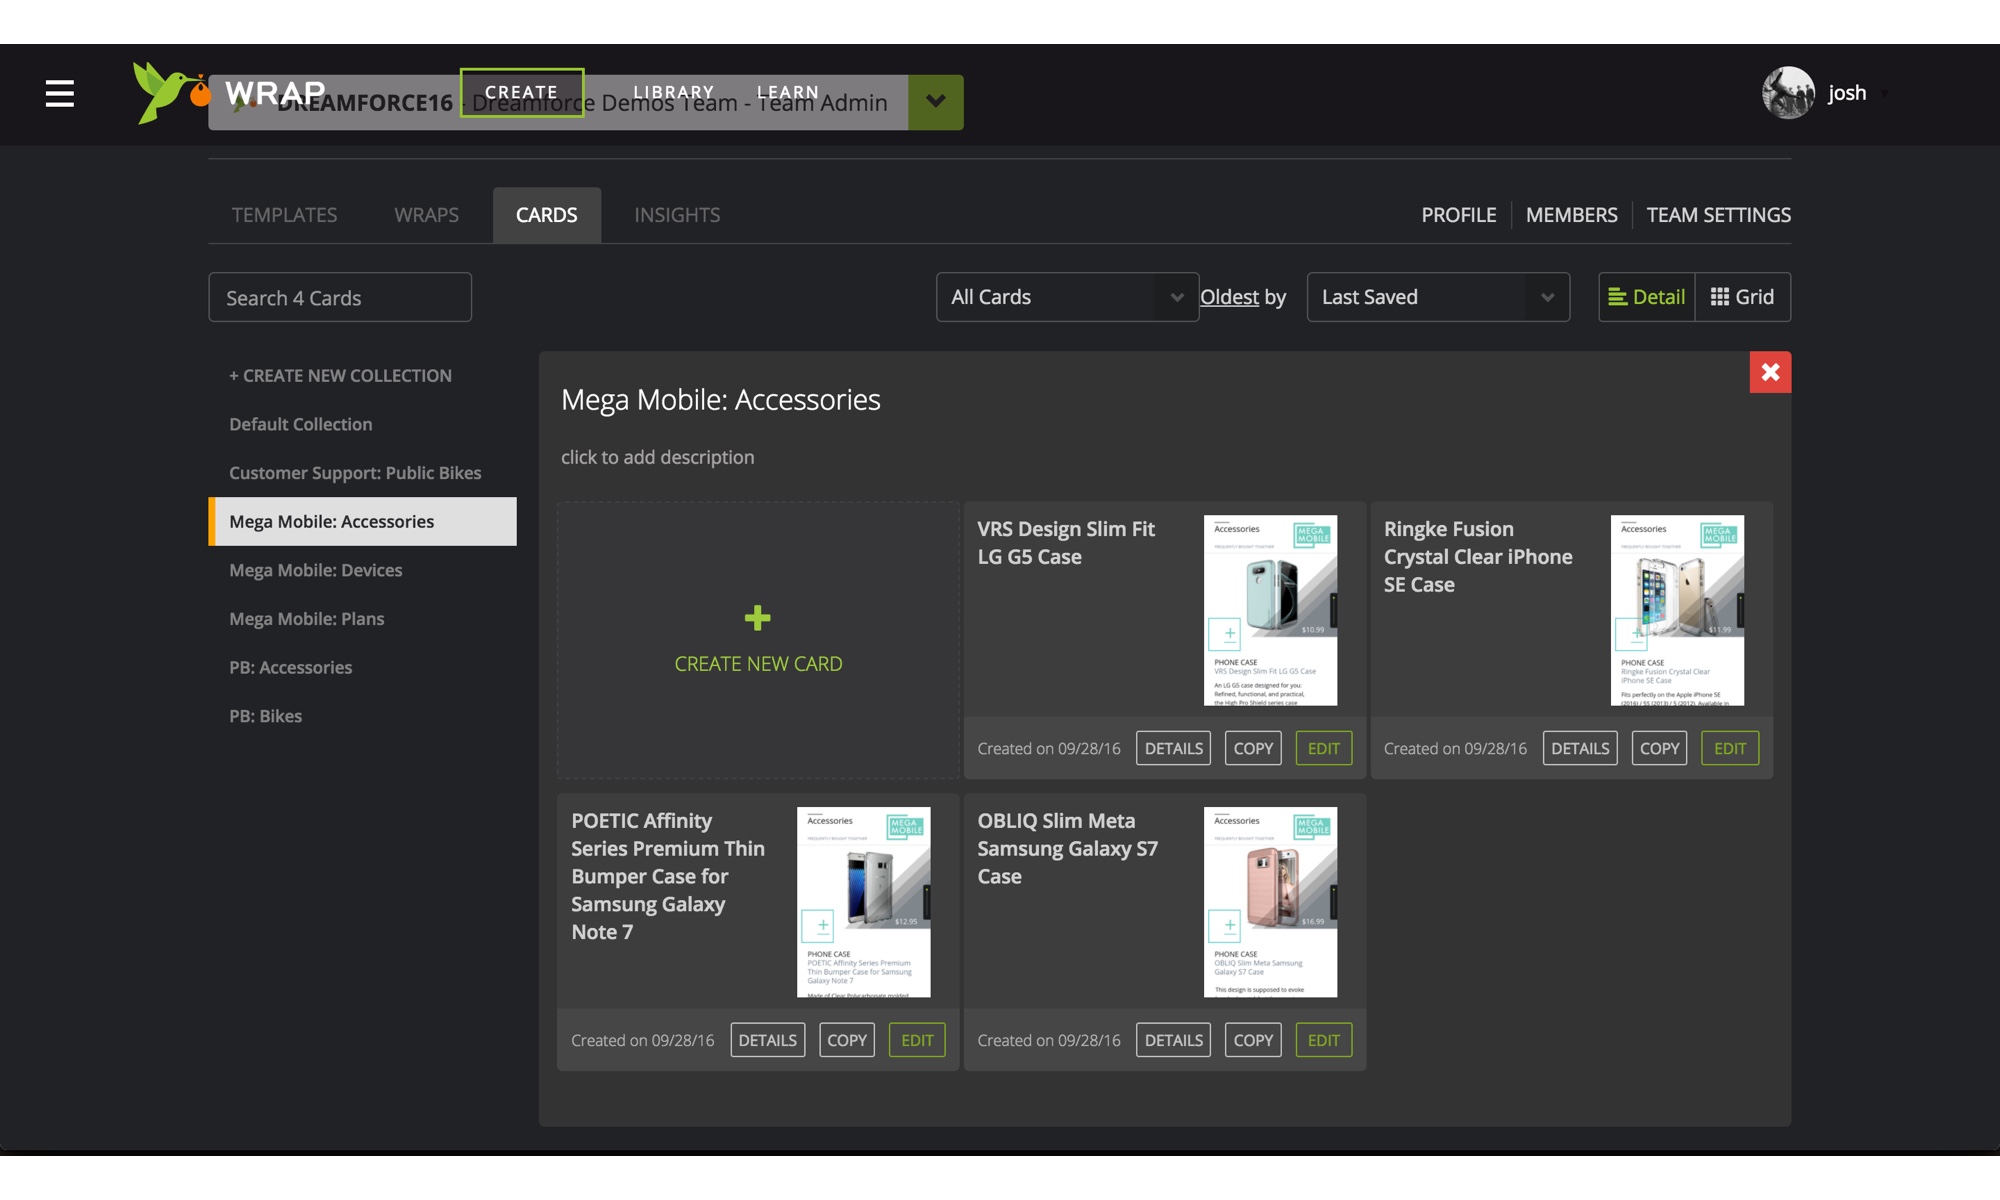 WRAP
CREATE
LIBRARY
LEARN
DREAMFORCE16 - Dreamforce Demos Team - Team Admin
josh
TEMPLATES
WRAPS
CARDS
INSIGHTS
PROFILE
MEMBERS
TEAM SETTINGS
Search 4 Cards
All Cards
Oldest by
Last Saved
Detail
Grid
+ CREATE NEW COLLECTION
Default Collection
Customer Support: Public Bikes
Mega Mobile: Accessories
Mega Mobile: Devices
Mega Mobile: Plans
PB: Accessories
PB: Bikes
Mega Mobile: Accessories
click to add description
CREATE NEW CARD
VRS Design Slim Fit
LG G5 Case
Accessories
MEGA
MOBILE
FREQUENTLY BOUGHT TOGETHER
$10.99
PHONE CASE
VRS Design Slim Fit LG G5 Case
An LG G5 case designed for you:
Refined, functional, and practical,
the High Pro Shield series case
Created on 09/28/16
DETAILS
COPY
EDIT
Ringke Fusion
Crystal Clear iPhone
SE Case
Accessories
MEGA
MOBILE
FREQUENTLY BOUGHT TOGETHER
$11.99
PHONE CASE
Ringke Fusion Crystal Clear
iPhone SE Case
Fits perfectly on the Apple iPhone SE
(2016) / 5S (2013) / 5 (2012). Available in
Created on 09/28/16
DETAILS
COPY
EDIT
POETIC Affinity
Series Premium Thin
Bumper Case for
Samsung Galaxy
Note 7
Accessories
MEGA
MOBILE
FREQUENTLY BOUGHT TOGETHER
$12.95
PHONE CASE
POETIC Affinity Series Premium
Thin Bumper Case for Samsung
Galaxy Note 7
Made of Clear Polycarbonate molded
Created on 09/28/16
DETAILS
COPY
EDIT
OBLIQ Slim Meta
Samsung Galaxy S7
Case
Accessories
MEGA
MOBILE
FREQUENTLY BOUGHT TOGETHER
$16.99
PHONE CASE
OBLIQ Slim Meta Samsung
Galaxy S7 Case
This design is supposed to evoke
Created on 09/28/16
DETAILS
COPY
EDIT